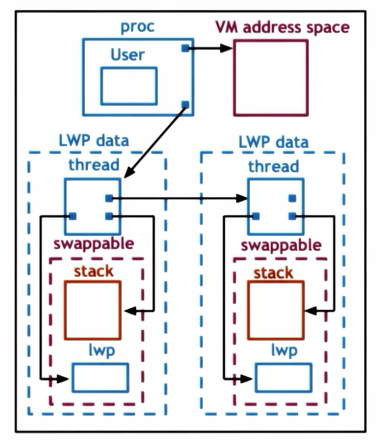 proc
VM address space
User
LWP data
LWP data
thread
thread
swappable
swappable
stack
stack
lwp
lwp